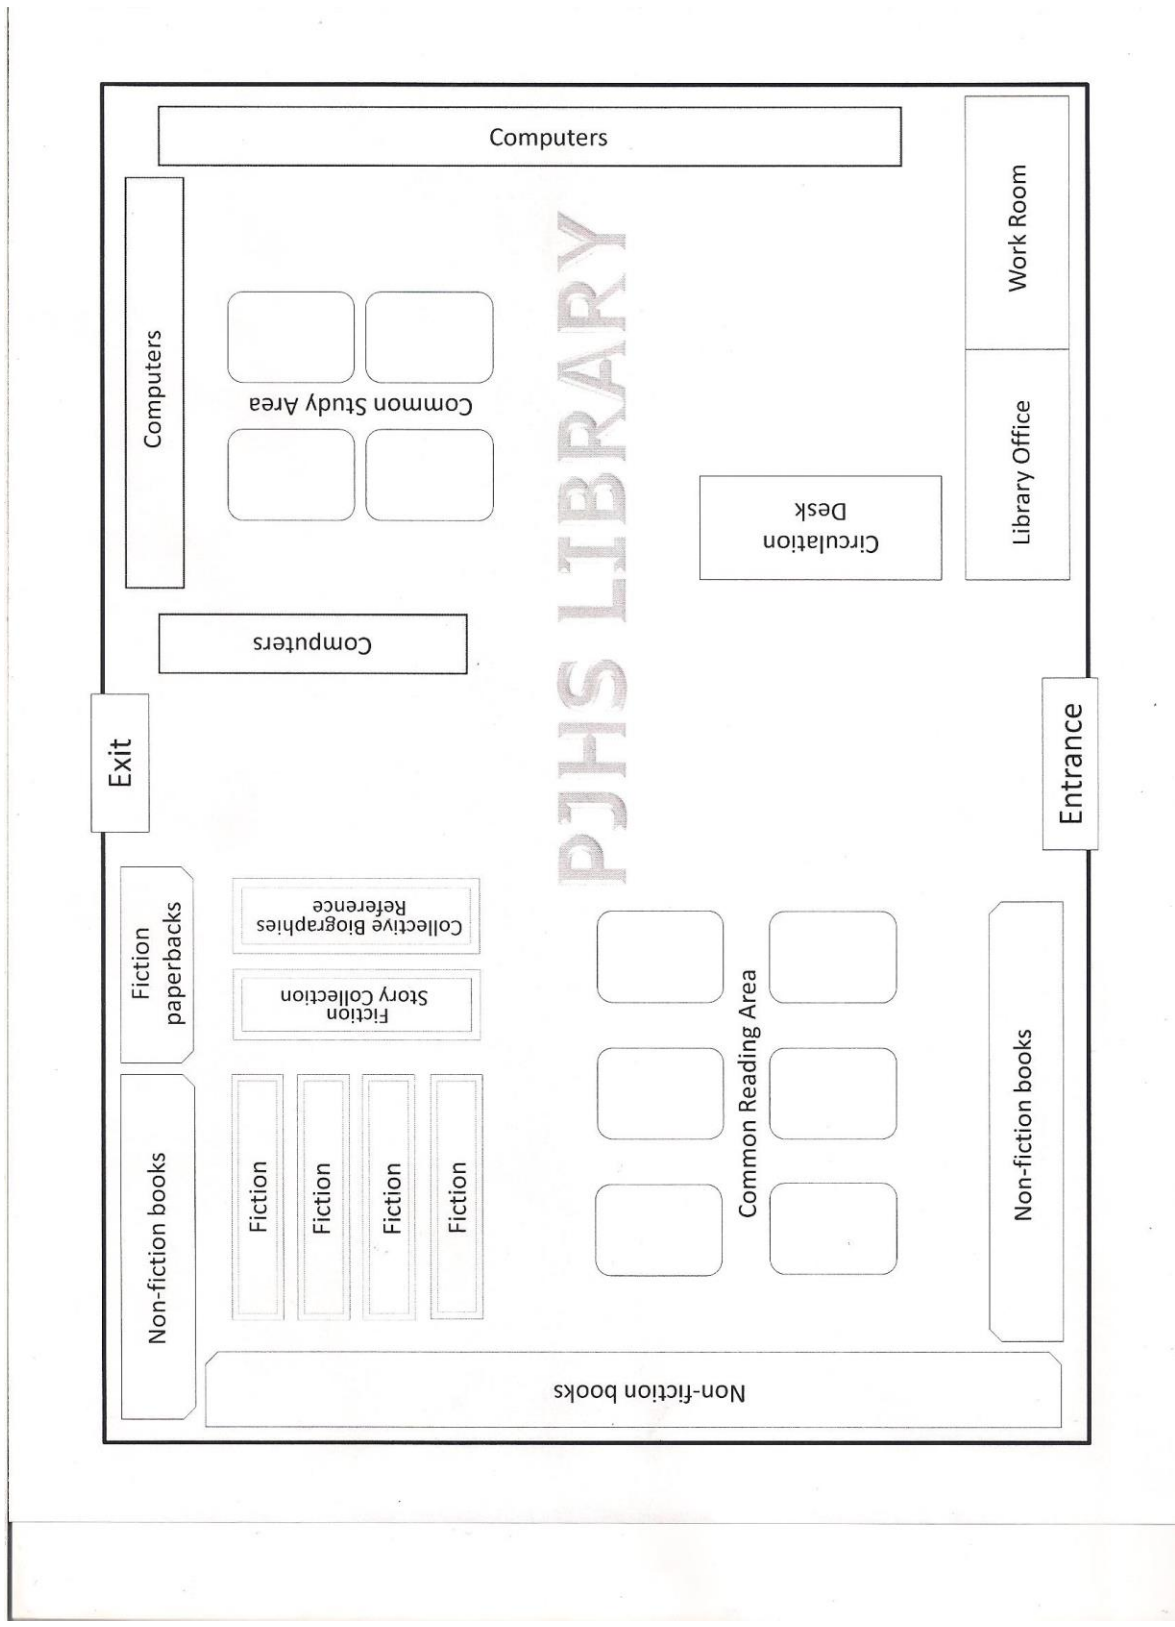 Computers
Computers
Work Room
Common Study Area
Library Office
Circulation
Desk
Computers
PJHS LIBRARY
Exit
Entrance
Fiction
paperbacks
Collective Biographies
Reference
Fiction
Story Collection
Common Reading Area
Non-fiction books
Fiction
Fiction
Fiction
Fiction
Non-fiction books
Non-fiction books